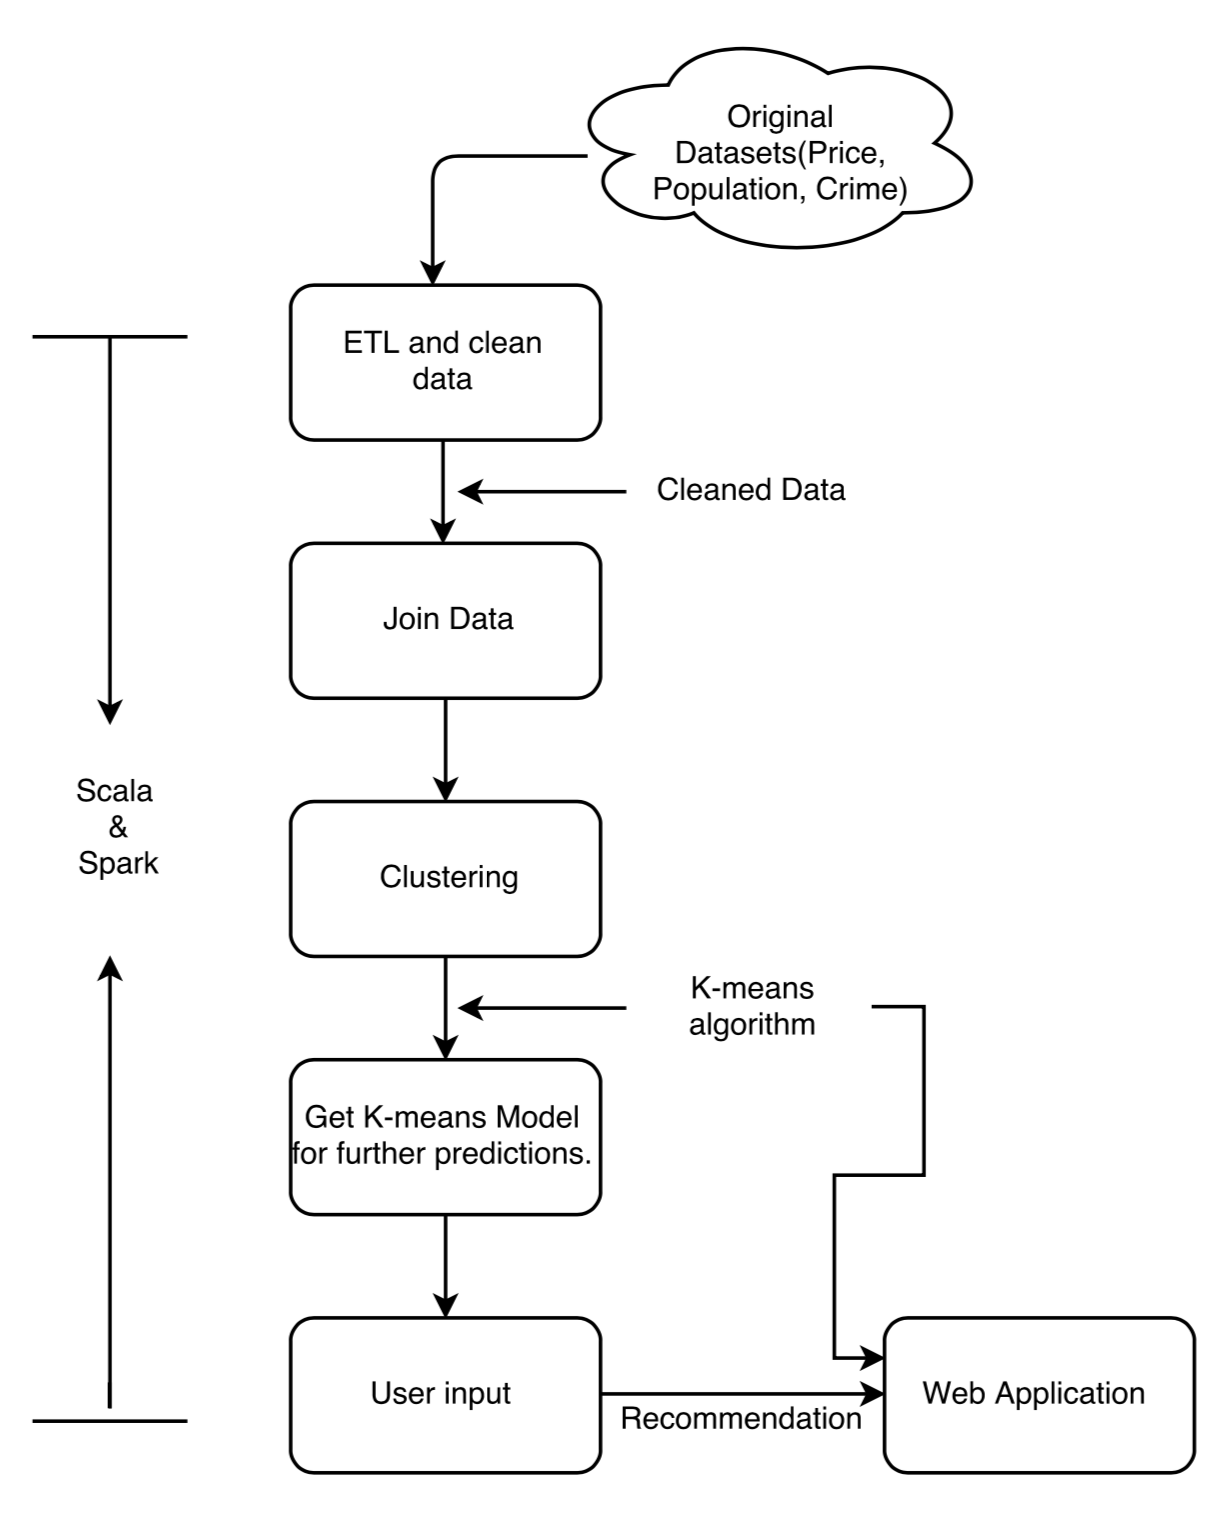 Original
Datasets(Price,
Population, Crime)
ETL and clean
data
Cleaned Data
Join Data
Scala
&
Spark
Clustering
K-means
algorithm
Get K-means Model
for further predictions.
User input
Recommendation
Web Application